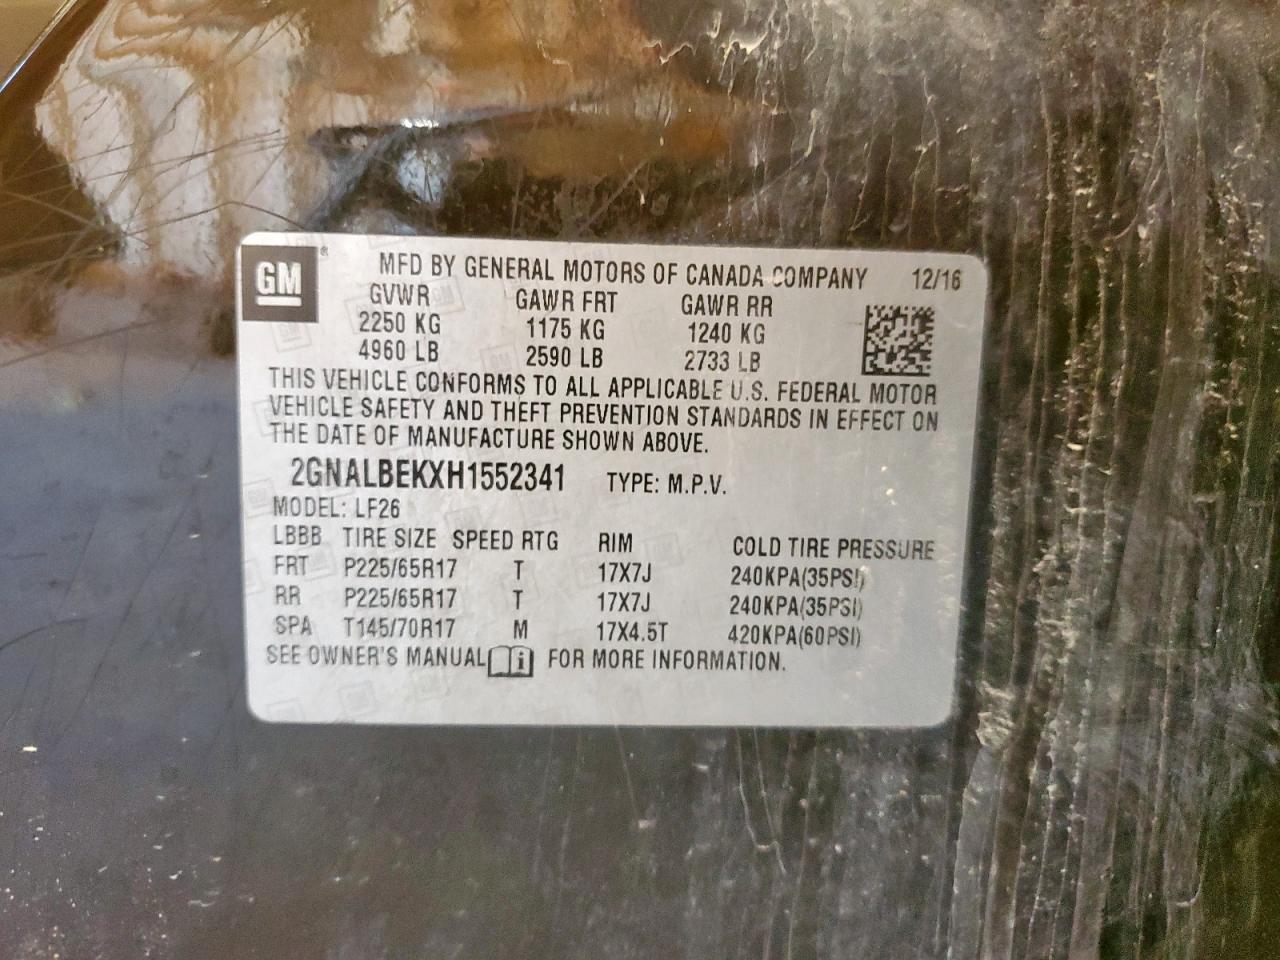 GM ® MFD BY GENERAL MOTORS OF CANADA COMPANY 12/16
GVWR GAWR FRT GAWR RR
2250 KG 1175 KG 1240 KG
4960 LB 2590 LB 2733 LB
THIS VEHICLE CONFORMS TO ALL APPLICABLE U.S. FEDERAL MOTOR
VEHICLE SAFETY AND THEFT PREVENTION STANDARDS IN EFFECT ON
THE DATE OF MANUFACTURE SHOWN ABOVE.
2GNALBEKXH1552341 TYPE: M.P.V.
MODEL: LF26
LBBB TIRE SIZE SPEED RTG RIM COLD TIRE PRESSURE
FRT P225/65R17 T 17X7J 240KPA(35PSI)
RR P225/65R17 T 17X7J 240KPA(35PSI)
SPA T145/70R17 M 17X4.5T 420KPA(60PSI)
SEE OWNER'S MANUAL i FOR MORE INFORMATION.